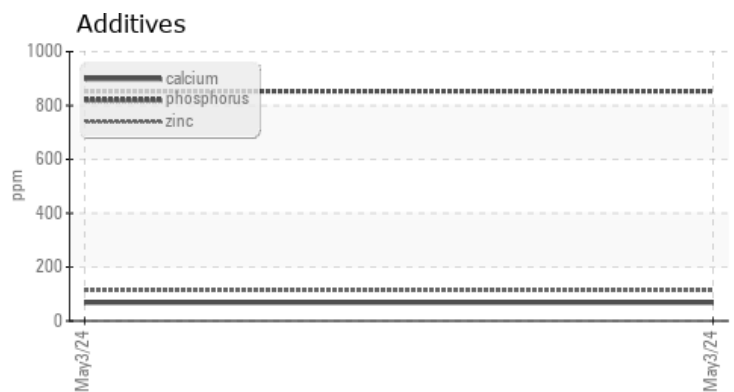 Additives
1000
800
600
400
200
0
ppm
calcium
phosphorus
zinc
May3/24
May3/24